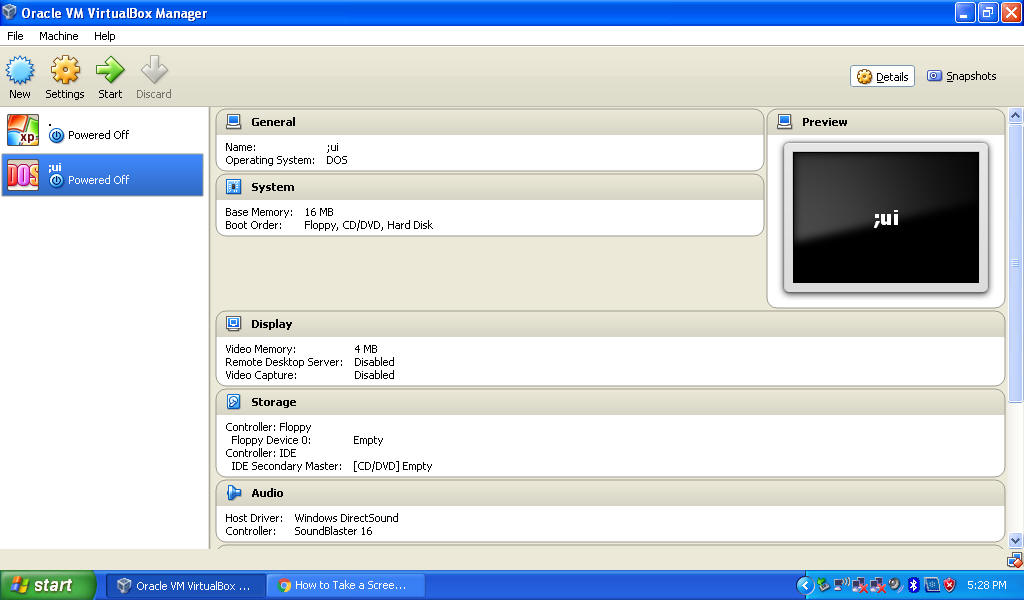 Oracle VM VirtualBox Manager
File Machine Help
New Settings Start Discard
Details Snapshots
xp
.
Powered Off
DOS
;ui
Powered Off
General
Name: ;ui
Operating System: DOS
System
Base Memory: 16 MB
Boot Order: Floppy, CD/DVD, Hard Disk
Preview
;ui
Display
Video Memory: 4 MB
Remote Desktop Server: Disabled
Video Capture: Disabled
Storage
Controller: Floppy
Floppy Device 0: Empty
Controller: IDE
IDE Secondary Master: [CD/DVD] Empty
Audio
Host Driver: Windows DirectSound
Controller: SoundBlaster 16
start Oracle VM VirtualBox ... How to Take a Scree... 5:28 PM